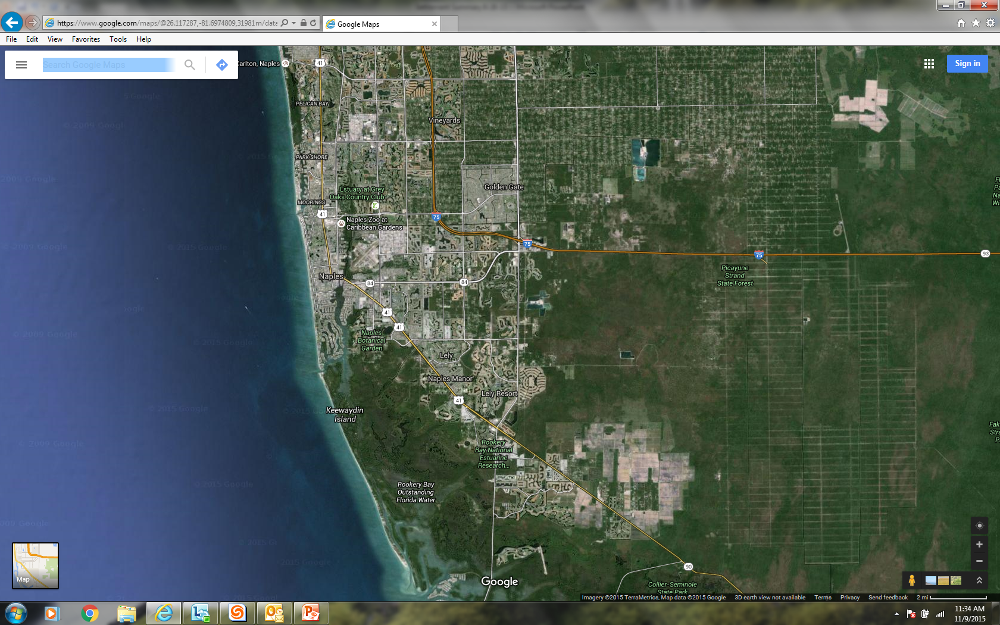 https://www.google.com/maps/@26.117287,-81.6974809,31981m/data
Google Maps
File Edit View Favorites Tools Help
Search Google Maps
Sign in
Carlton, Naples
41
PELICAN BAY
Vineyards
PARK SHORE
Golden Gate
Estuary at Grey
Oaks Country Club
MOORINGS
41
75
Naples Zoo at
Caribbean Gardens
75
75
93
Picayune
Strand
State Forest
Naples
84
84
41
41
Naples
Botanical
Garden
Lely
Naples Manor
Lely Resort
41
Keewaydin
Island
Rookery
Bay National
Estuarine
Research...
Rookery Bay
Outstanding
Florida Water
90
Collier-Seminole
State Park
Map
Google
Imagery ©2015 TerraMetrics, Map data ©2015 Google 3D earth view not available Terms Privacy Send feedback 2 mi
11:34 AM
11/9/2015